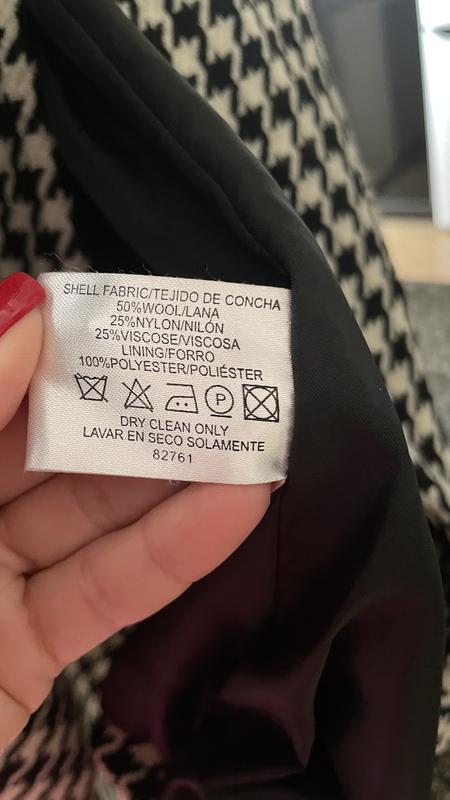 SHELL FABRIC/TEJIDO DE CONCHA
50%WOOL/LANA
25%NYLON/NILÓN
25%VISCOSE/VISCOSA
LINING/FORRO
100%POLYESTER/POLIÉSTER
P
DRY CLEAN ONLY
LAVAR EN SECO SOLAMENTE
82761